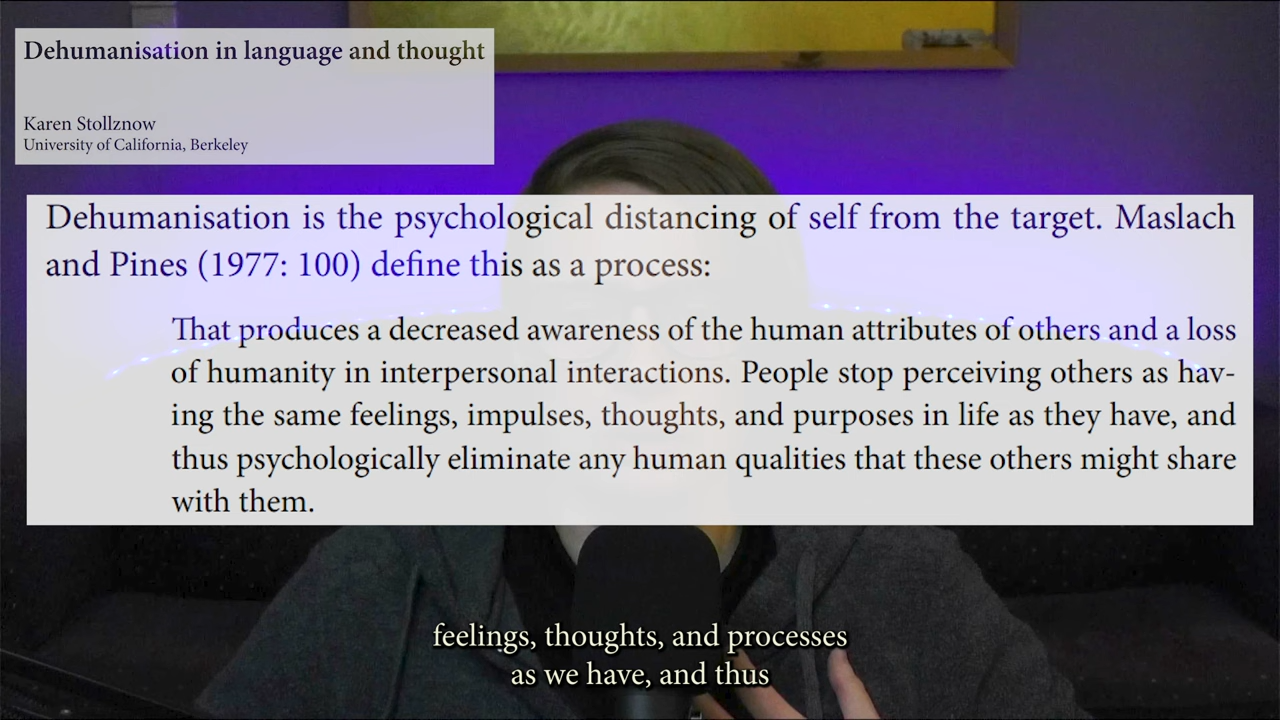 Dehumanisation in language and thought
Karen Stollznow
University of California, Berkeley
Dehumanisation is the psychological distancing of self from the target. Maslach
and Pines (1977: 100) define this as a process:
That produces a decreased awareness of the human attributes of others and a loss
of humanity in interpersonal interactions. People stop perceiving others as hav-
ing the same feelings, impulses, thoughts, and purposes in life as they have, and
thus psychologically eliminate any human qualities that these others might share
with them.
feelings, thoughts, and processes
as we have, and thus